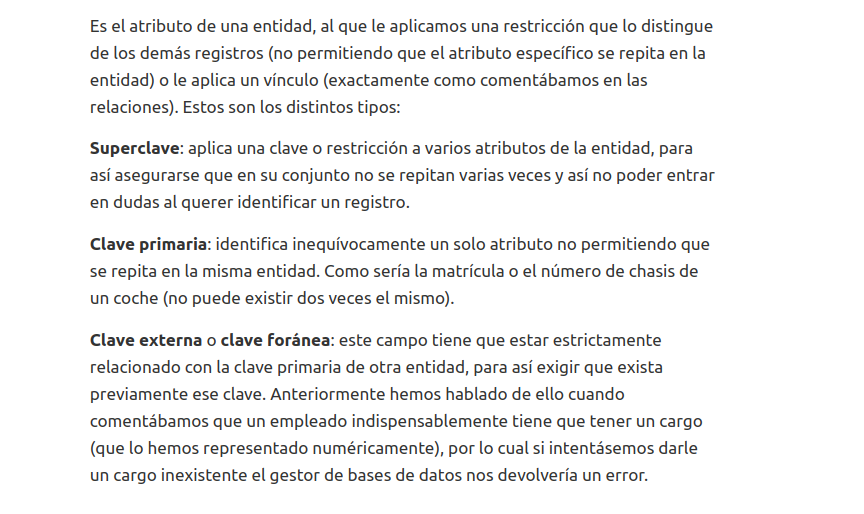 Es el atributo de una entidad, al que le aplicamos una restricción que lo distingue
de los demás registros (no permitiendo que el atributo específico se repita en la
entidad) o le aplica un vínculo (exactamente como comentábamos en las
relaciones). Estos son los distintos tipos:
Superclave: aplica una clave o restricción a varios atributos de la entidad, para
así asegurarse que en su conjunto no se repitan varias veces y así no poder entrar
en dudas al querer identificar un registro.
Clave primaria: identifica inequívocamente un solo atributo no permitiendo que
se repita en la misma entidad. Como sería la matrícula o el número de chasis de
un coche (no puede existir dos veces el mismo).
Clave externa o clave foránea: este campo tiene que estar estrictamente
relacionado con la clave primaria de otra entidad, para así exigir que exista
previamente ese clave. Anteriormente hemos hablado de ello cuando
comentábamos que un empleado indispensablemente tiene que tener un cargo
(que lo hemos representado numéricamente), por lo cual si intentásemos darle
un cargo inexistente el gestor de bases de datos nos devolvería un error.